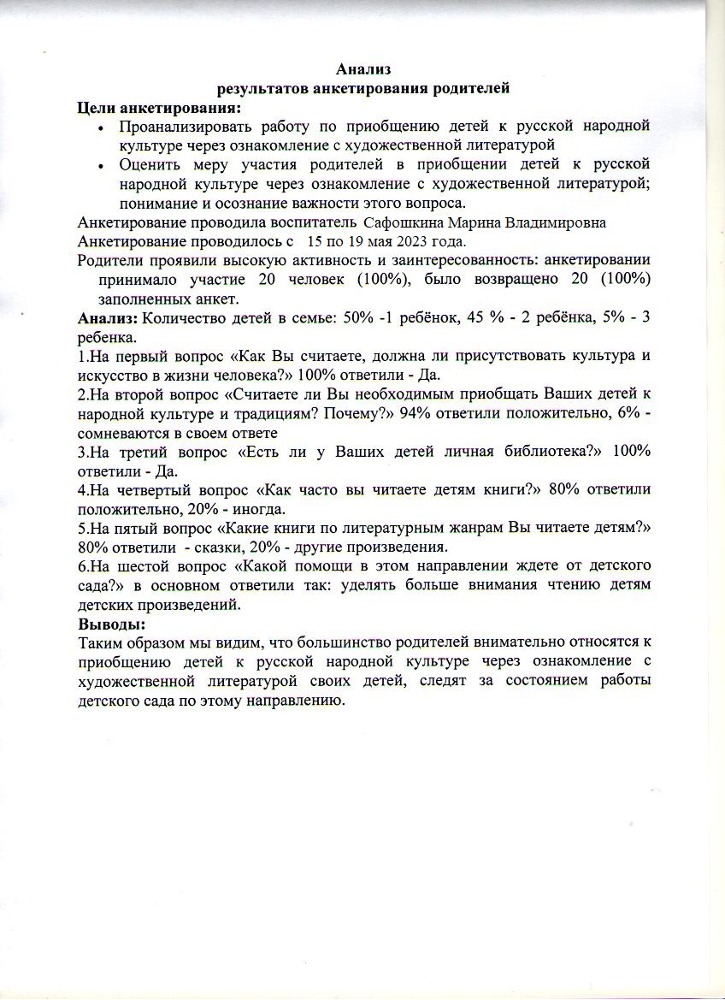 Анализ
результатов анкетирования родителей
Цели анкетирования:
• Проанализировать работу по приобщению детей к русской народной
культуре через ознакомление с художественной литературой
• Оценить меру участия родителей в приобщении детей к русской
народной культуре через ознакомление с художественной литературой;
понимание и осознание важности этого вопроса.
Анкетирование проводила воспитатель Сафошкина Марина Владимировна
Анкетирование проводилось с 15 по 19 мая 2023 года.
Родители проявили высокую активность и заинтересованность: анкетировании
принимало участие 20 человек (100%), было возвращено 20 (100%)
заполненных анкет.
Анализ: Количество детей в семье: 50% -1 ребёнок, 45 % - 2 ребёнка, 5% - 3
ребенка.
1.На первый вопрос «Как Вы считаете, должна ли присутствовать культура и
искусство в жизни человека?» 100% ответили - Да.
2.На второй вопрос «Считаете ли Вы необходимым приобщать Ваших детей к
народной культуре и традициям? Почему?» 94% ответили положительно, 6% -
сомневаются в своем ответе
3.На третий вопрос «Есть ли у Ваших детей личная библиотека?» 100%
ответили - Да.
4.На четвертый вопрос «Как часто вы читаете детям книги?» 80% ответили
положительно, 20% - иногда.
5.На пятый вопрос «Какие книги по литературным жанрам Вы читаете детям?»
80% ответили - сказки, 20% - другие произведения.
6.На шестой вопрос «Какой помощи в этом направлении ждете от детского
сада?» в основном ответили так: уделять больше внимания чтению детям
детских произведений.
Выводы:
Таким образом мы видим, что большинство родителей внимательно относятся к
приобщению детей к русской народной культуре через ознакомление с
художественной литературой своих детей, следят за состоянием работы
детского сада по этому направлению.